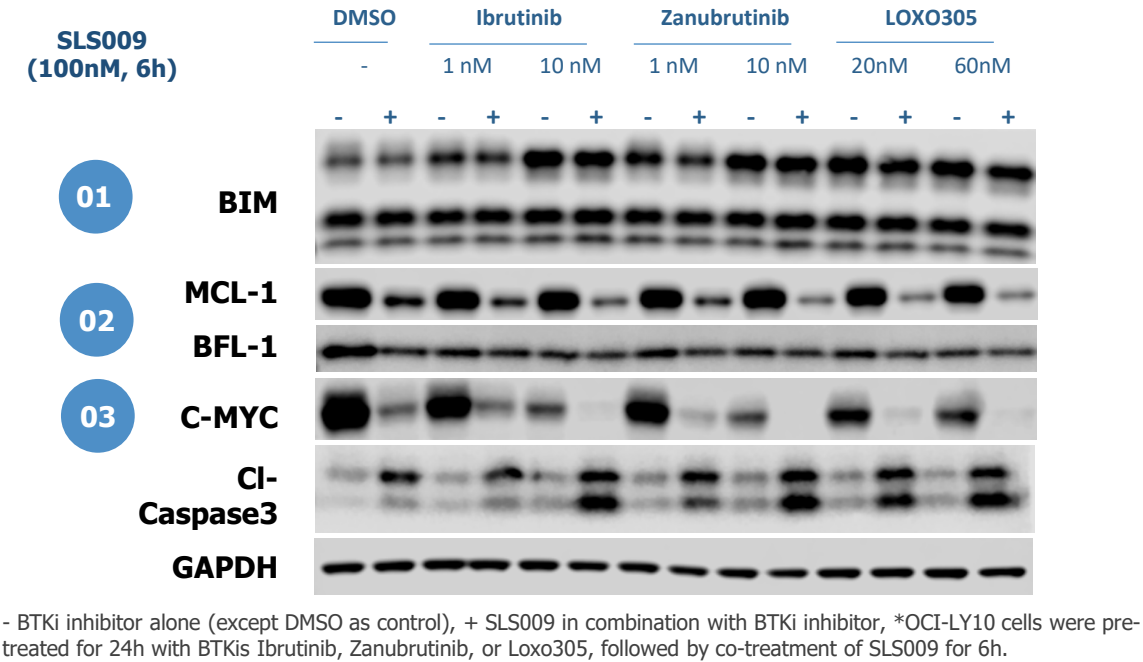 DMSO Ibrutinib Zanubrutinib LOXO305
SLS009
(100nM, 6h)
- 1 nM 10 nM 1 nM 10 nM 20nM 60nM
- + - + - + - + - + - + - +
01
BIM
02
MCL-1
BFL-1
03
C-MYC
Cl-
Caspase3
GAPDH
- BTKi inhibitor alone (except DMSO as control), + SLS009 in combination with BTKi inhibitor, *OCI-LY10 cells were pre-
treated for 24h with BTKis Ibrutinib, Zanubrutinib, or Loxo305, followed by co-treatment of SLS009 for 6h.